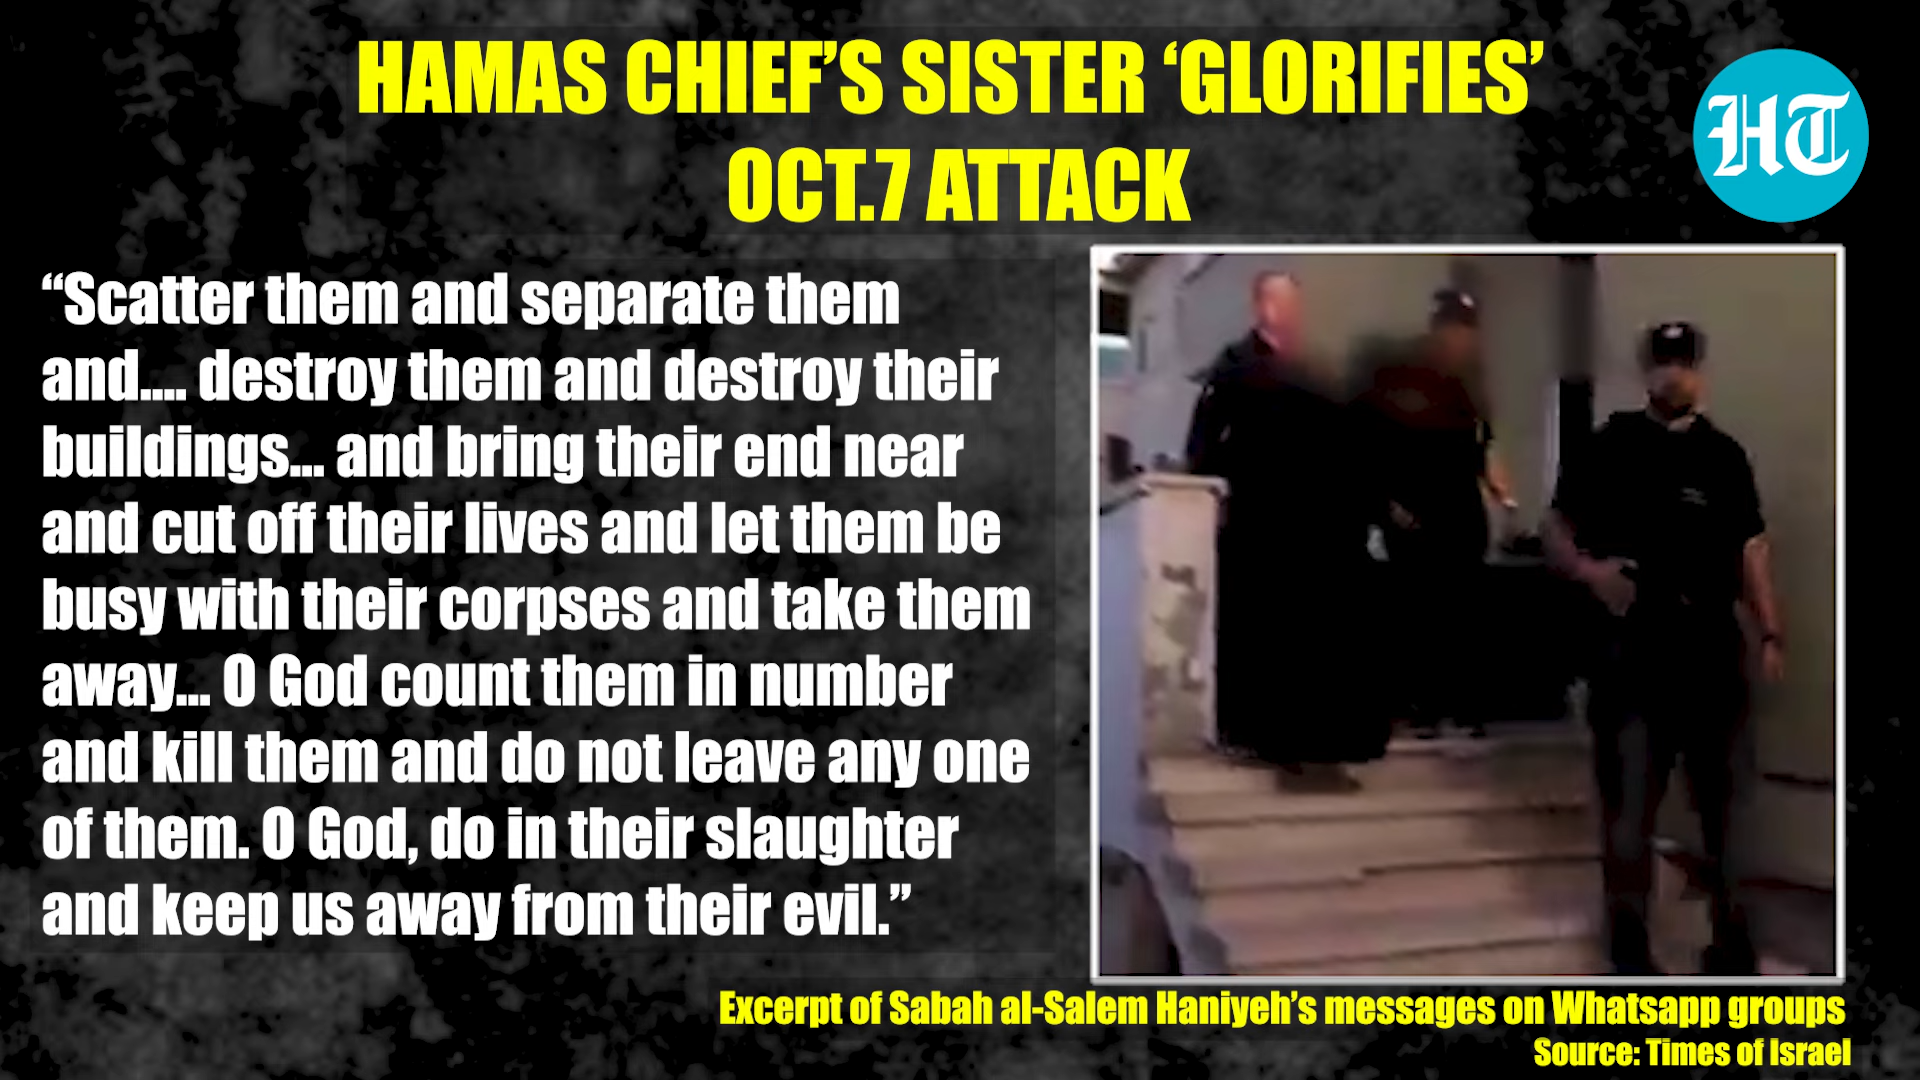 HAMAS CHIEF'S SISTER ‘GLORIFIES’
OCT.7 ATTACK
HT
“Scatter them and separate them
and.... destroy them and destroy their
buildings... and bring their end near
and cut off their lives and let them be
busy with their corpses and take them
away... O God count them in number
and kill them and do not leave any one
of them. O God, do in their slaughter
and keep us away from their evil.”
Excerpt of Sabah al-Salem Haniyeh’s messages on Whatsapp groups
Source: Times of Israel